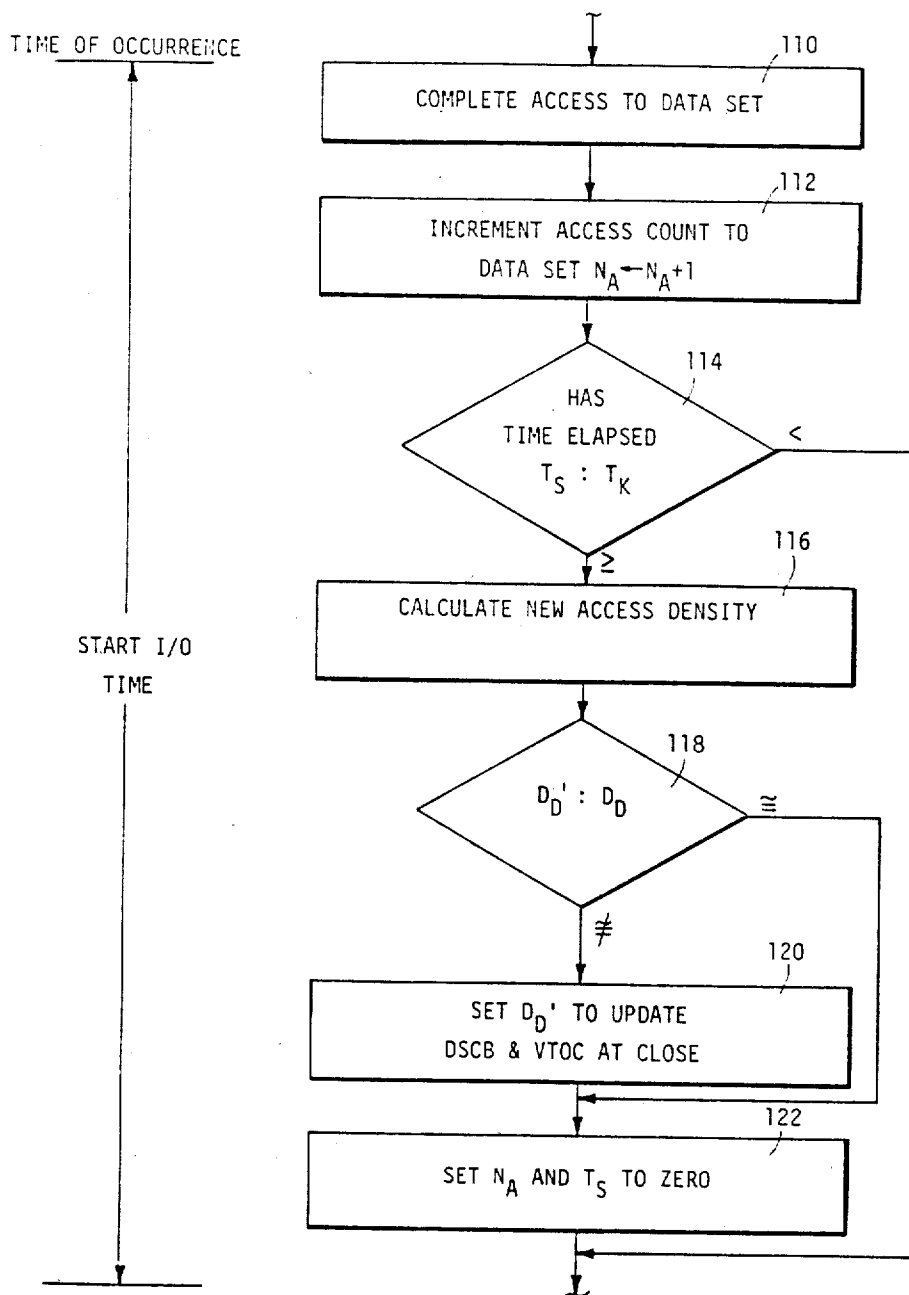 TIME OF OCCURRENCE
110
COMPLETE ACCESS TO DATA SET
112
INCREMENT ACCESS COUNT TO
DATA SET N_A←N_A+1
114
HAS
TIME ELAPSED
T_S : T_K
<
≥
116
CALCULATE NEW ACCESS DENSITY
START I/O
TIME
118
D_D' : D_D
≅
≇
120
SET D_D' TO UPDATE
DSCB & VTOC AT CLOSE
122
SET N_A AND T_S TO ZERO